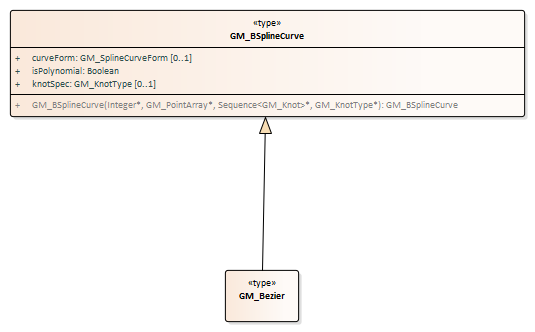 «type»
GM_BSplineCurve
+ curveForm: GM_SplineCurveForm [0..1]
+ isPolynomial: Boolean
+ knotSpec: GM_KnotType [0..1]
+ GM_BSplineCurve(Integer*, GM_PointArray*, Sequence<GM_Knot>*, GM_KnotType*): GM_BSplineCurve
«type»
GM_Bezier